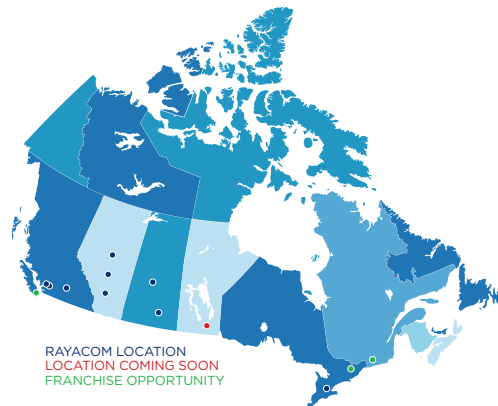 RAYACOM LOCATION
LOCATION COMING SOON
FRANCHISE OPPORTUNITY